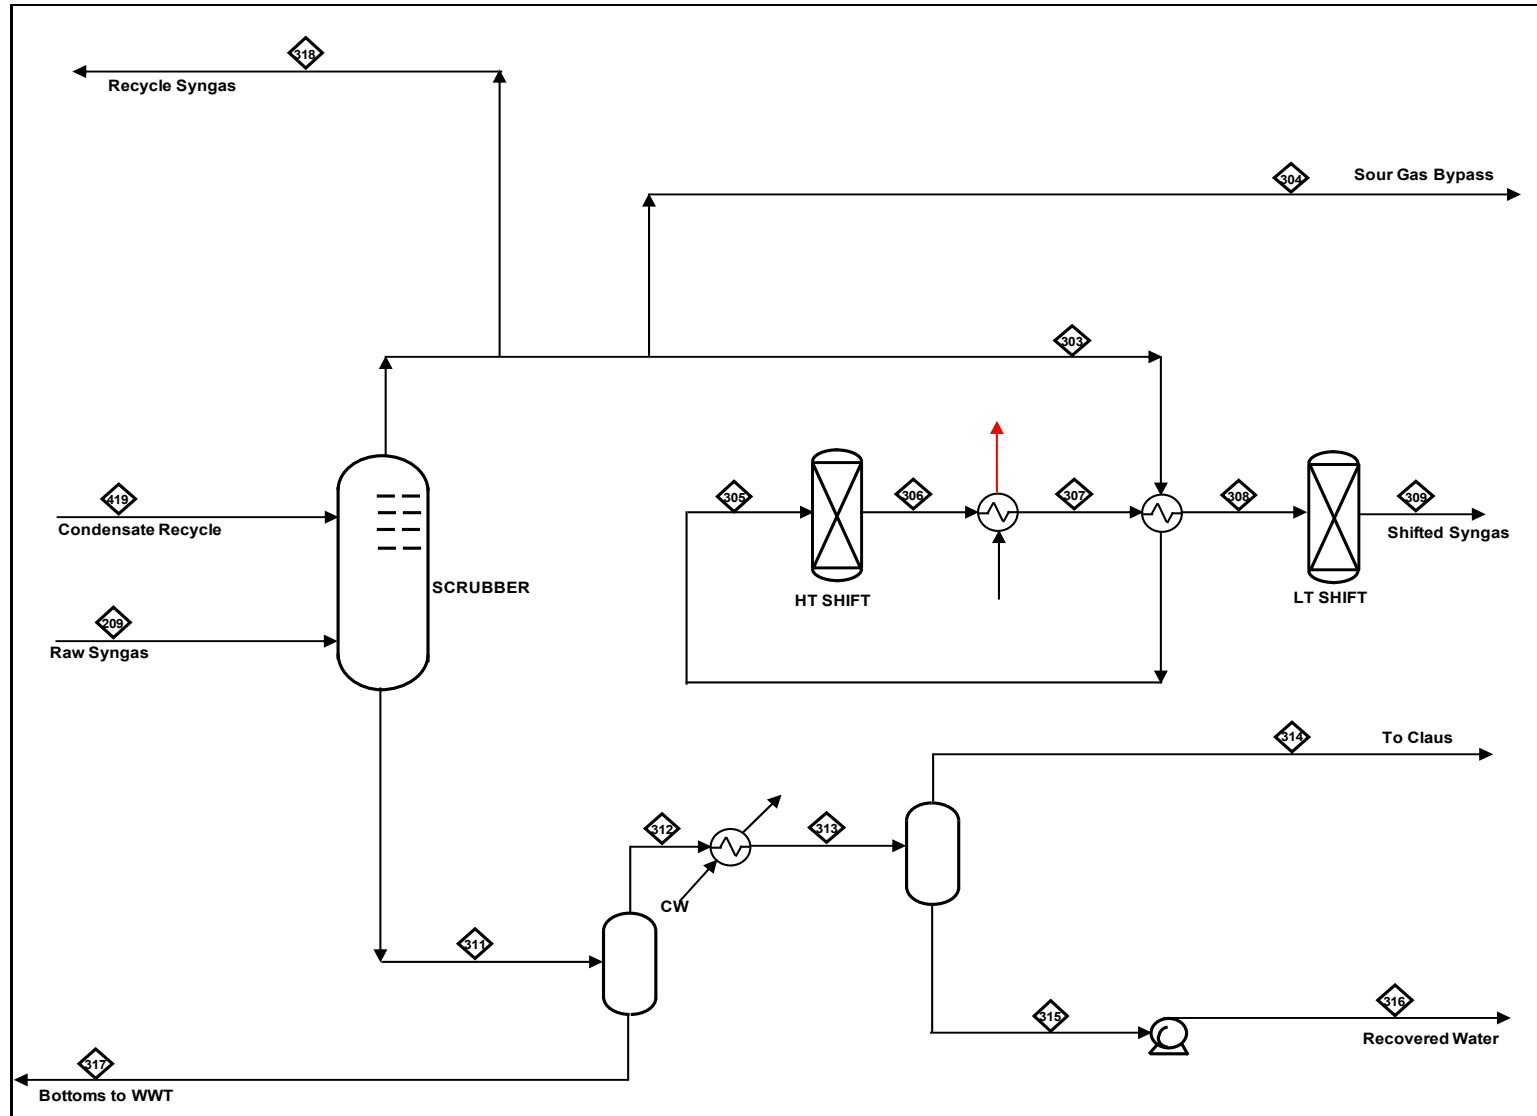 318
Recycle Syngas
304
Sour Gas Bypass
303
419
Condensate Recycle
SCRUBBER
209
Raw Syngas
305
306
307
308
309
Shifted Syngas
HT SHIFT
LT SHIFT
314
To Claus
312
313
CW
311
315
316
Recovered Water
317
Bottoms to WWT